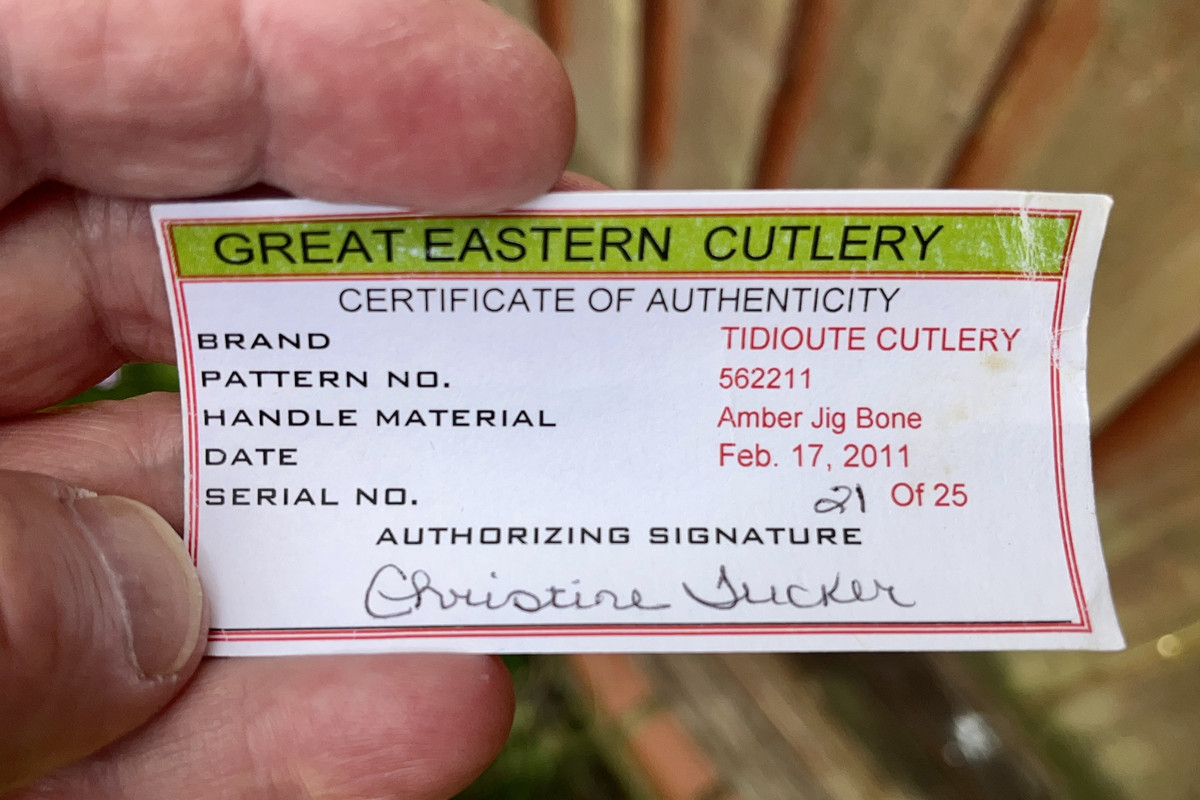 GREAT EASTERN CUTLERY
CERTIFICATE OF AUTHENTICITY
BRAND TIDIOUTE CUTLERY
PATTERN NO. 562211
HANDLE MATERIAL Amber Jig Bone
DATE Feb. 17, 2011
SERIAL NO. 21 Of 25
AUTHORIZING SIGNATURE
Christine Tucker